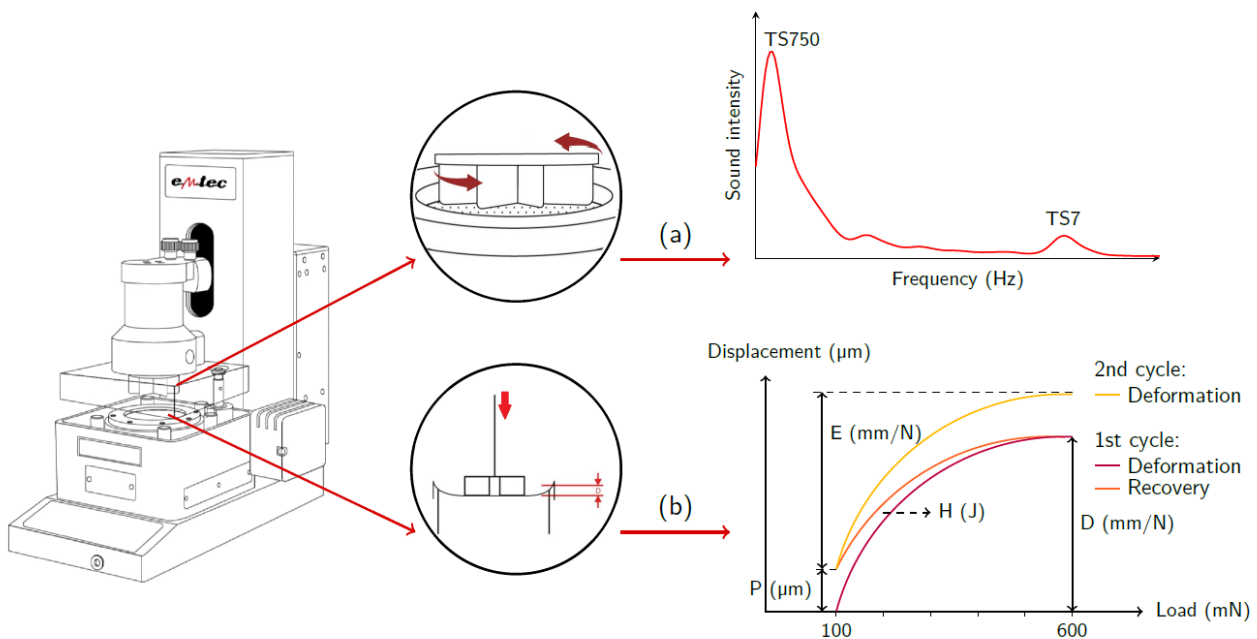 emtec
(a)
TS750
Sound intensity
TS7
Frequency (Hz)
(b)
D
Displacement (μm)
E (mm/N)
P (μm)
H (J)
D (mm/N)
Load (mN)
100
600
2nd cycle:
Deformation
1st cycle:
Deformation
Recovery